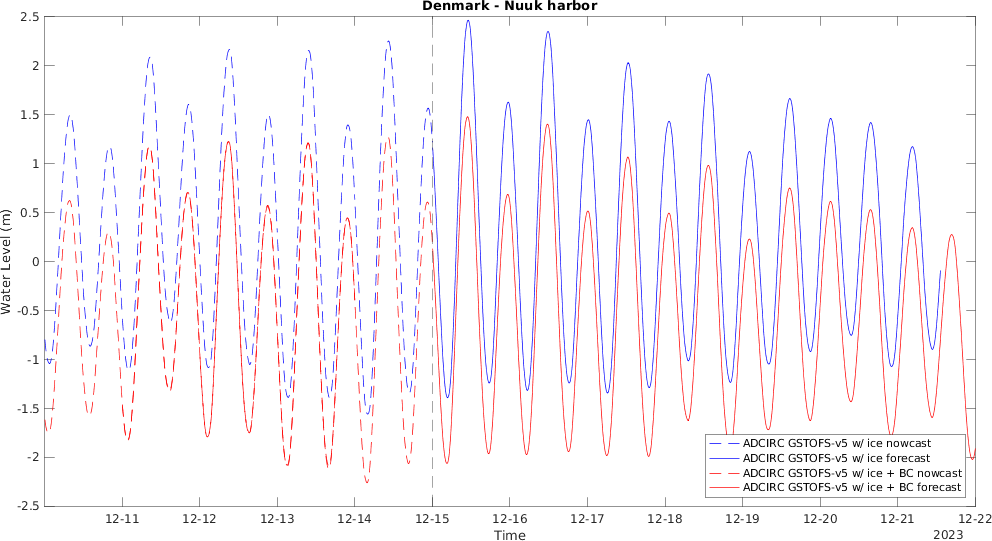 Denmark - Nuuk harbor
2.5
2
1.5
1
0.5
0
-0.5
-1
-1.5
-2
-2.5
Water Level (m)
ADCIRC GSTOFS-v5 w/ ice nowcast
ADCIRC GSTOFS-v5 w/ ice forecast
ADCIRC GSTOFS-v5 w/ ice + BC nowcast
ADCIRC GSTOFS-v5 w/ ice + BC forecast
12-11 12-12 12-13 12-14 12-15 12-16 12-17 12-18 12-19 12-20 12-21 12-22
Time
2023